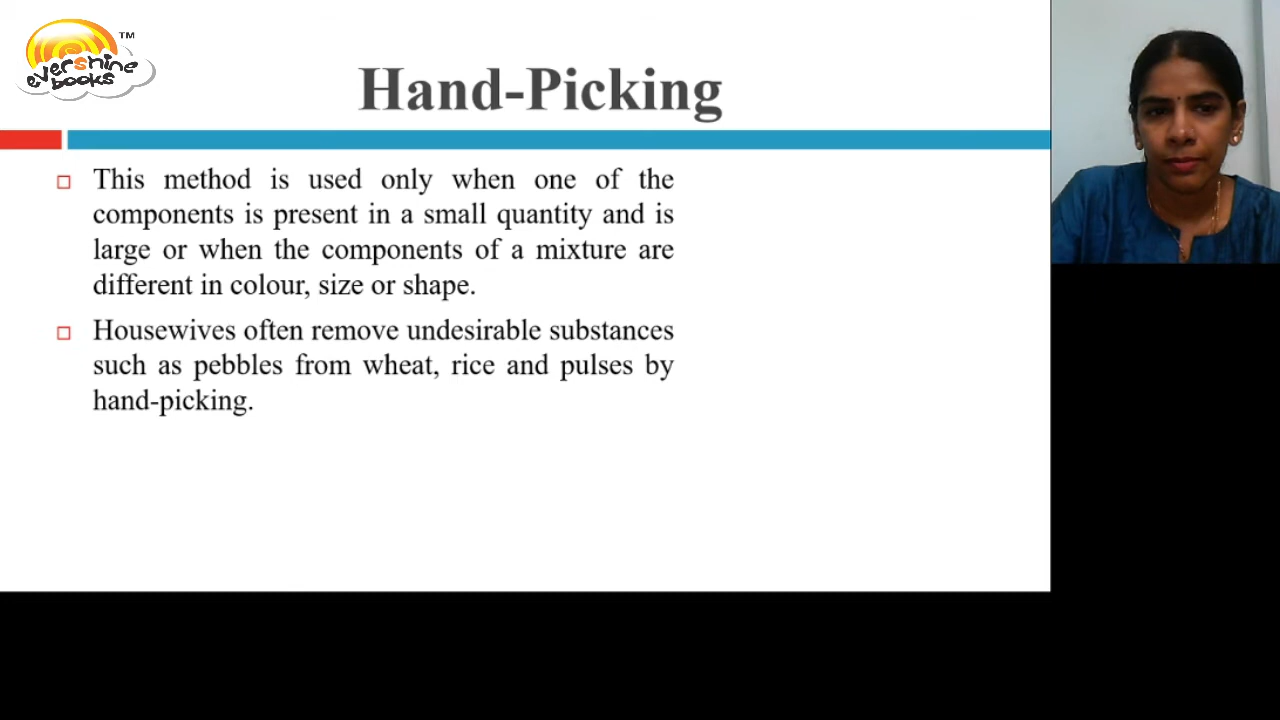 evershine
books
TM
Hand-Picking
This method is used only when one of the
components is present in a small quantity and is
large or when the components of a mixture are
different in colour, size or shape.
Housewives often remove undesirable substances
such as pebbles from wheat, rice and pulses by
hand-picking.